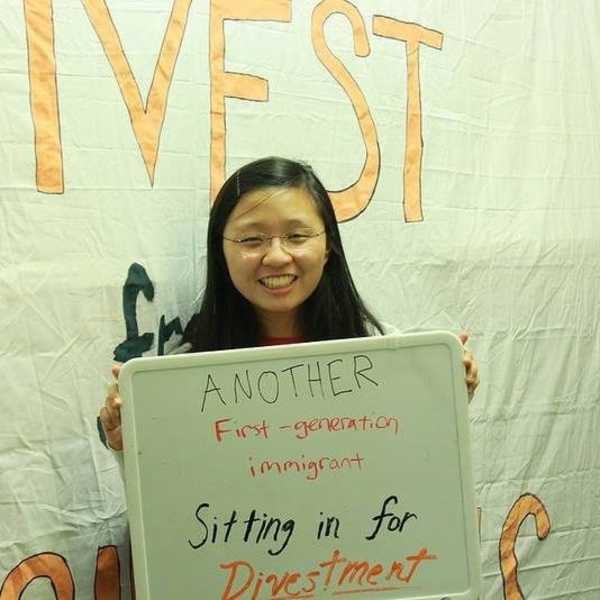 IVEST
ANOTHER
First-generation
immigrant
Sitting in for
Divestment